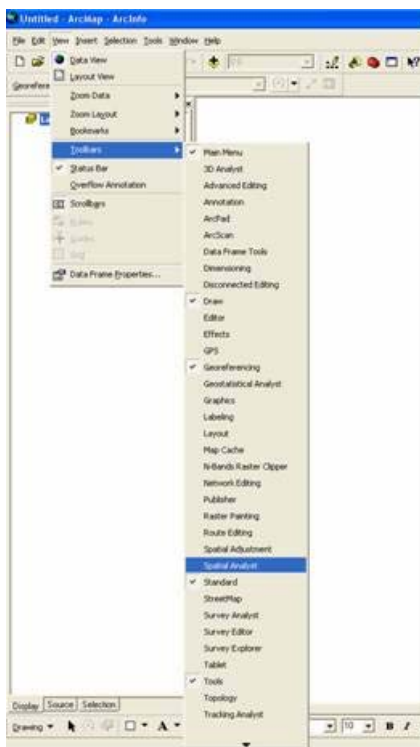 Untitled - ArcMap - ArcInfo
File Edit View Insert Selection Tools Window Help
Data View
Layout View
Zoom Data
Zoom Layout
Bookmarks
Toolbars
Status Bar
Overflow Annotation
Scrollbars
Rulers
Guides
Grid
Data Frame Properties...
Main Menu
3D Analyst
Advanced Editing
Annotation
ArcPad
ArcScan
Data Frame Tools
Dimensioning
Disconnected Editing
Draw
Editor
Effects
GPS
Georeferencing
Geostatistical Analyst
Graphics
Labeling
Layout
Map Cache
N-Bands Raster Clipper
Network Editing
Publisher
Raster Painting
Route Editing
Spatial Adjustment
Spatial Analyst
Standard
StreetMap
Survey Analyst
Survey Editor
Survey Explorer
Tablet
Tools
Topology
Tracking Analyst
Display Source Selection
Drawing A 10 B I